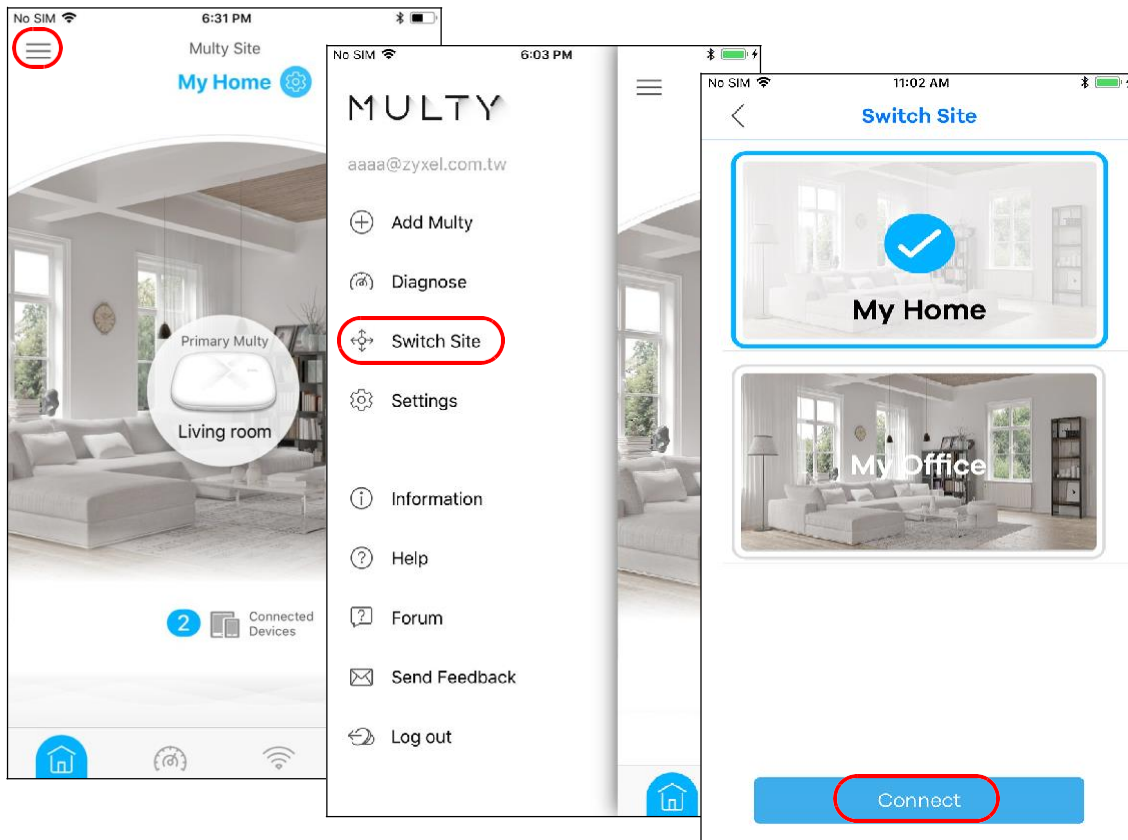 No SIM
6:31 PM
Multy Site
My Home
Primary Multy
Living room
2
Connected
Devices
No SIM
6:03 PM
MULTY
aaaa@zyxel.com.tw
Add Multy
Diagnose
Switch Site
Settings
Information
Help
Forum
Send Feedback
Log out
No SIM
11:02 AM
Switch Site
My Home
My Office
Connect